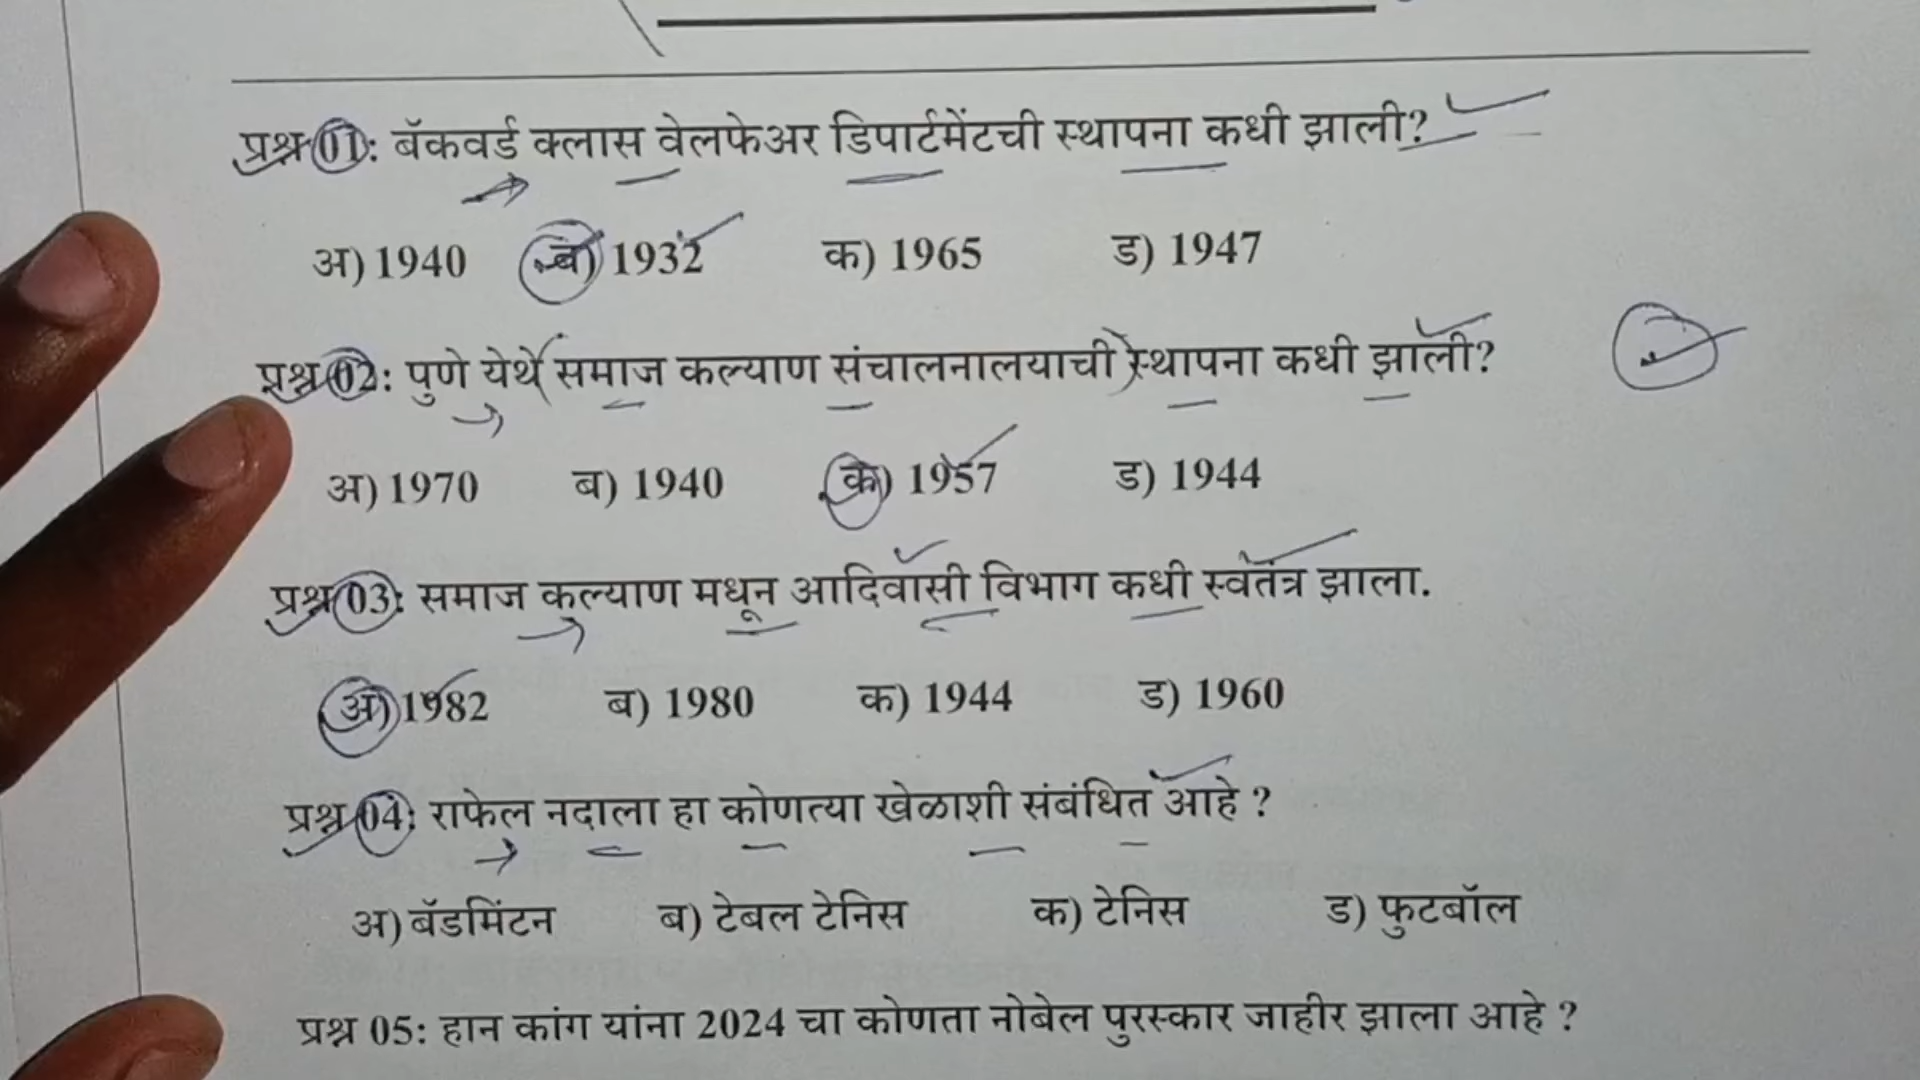 प्रश्न 01: बॅकवर्ड क्लास वेलफेअर डिपार्टमेंटची स्थापना कधी झाली?
अ) 1940 ब) 1932 क) 1965 ड) 1947
प्रश्न 02: पुणे येथे समाज कल्याण संचालनालयाची स्थापना कधी झाली?
अ) 1970 ब) 1940 क) 1957 ड) 1944
प्रश्न 03: समाज कल्याण मधून आदिवासी विभाग कधी स्वतंत्र झाला.
अ) 1982 ब) 1980 क) 1944 ड) 1960
प्रश्न 04: राफेल नदाला हा कोणत्या खेळाशी संबंधित आहे ?
अ) बॅडमिंटन ब) टेबल टेनिस क) टेनिस ड) फुटबॉल
प्रश्न 05: हान कांग यांना 2024 चा कोणता नोबेल पुरस्कार जाहीर झाला आहे ?